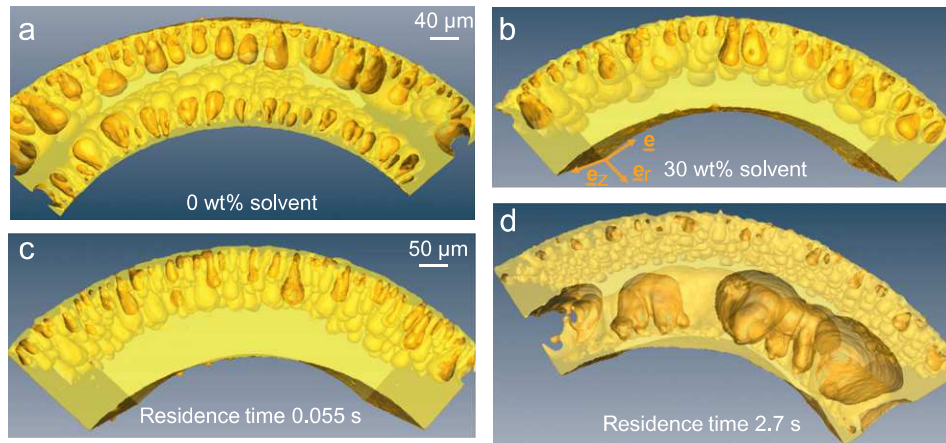 a
40 μm
0 wt% solvent
b
e
e_z
e_r
30 wt% solvent
c
50 μm
Residence time 0.055 s
d
Residence time 2.7 s